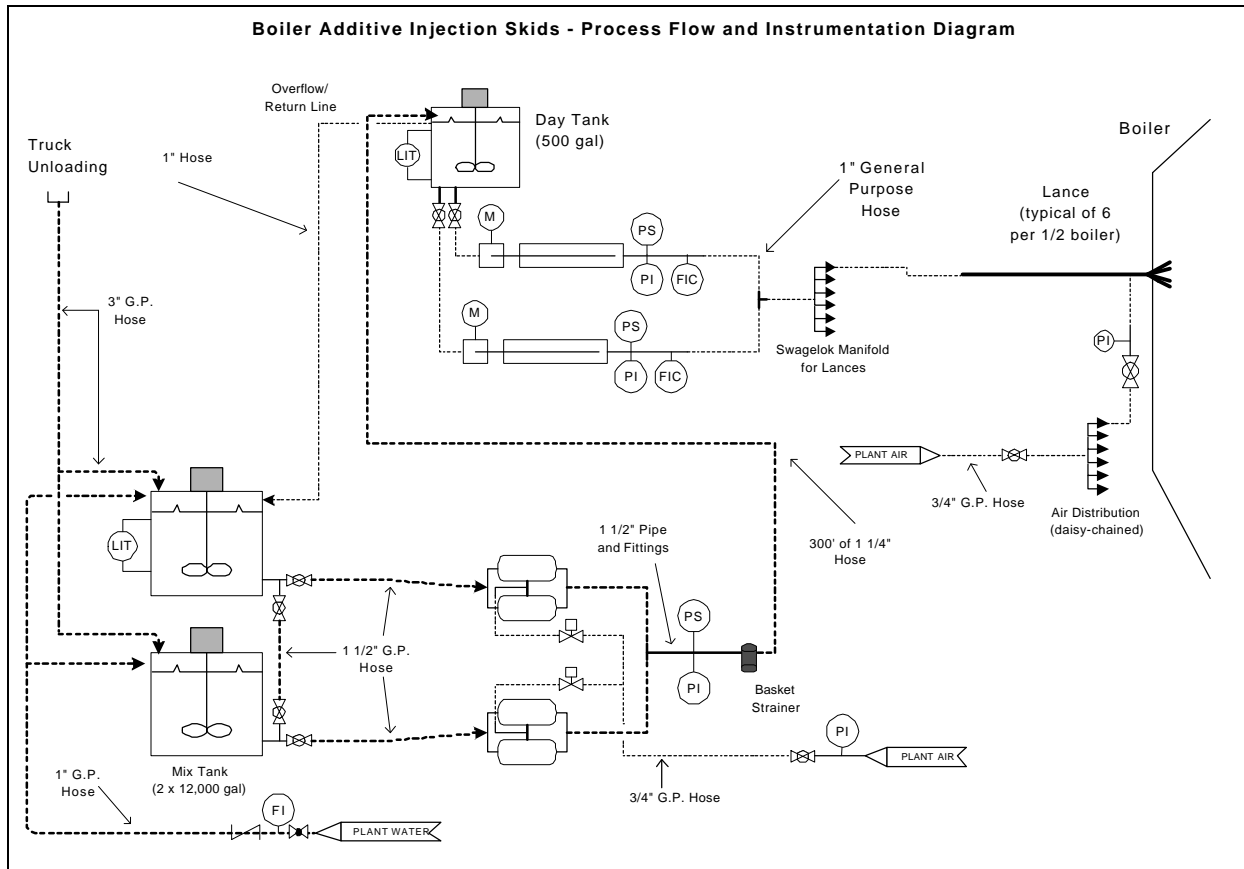 Boiler Additive Injection Skids - Process Flow and Instrumentation Diagram
Overflow/
Return Line
Truck
Unloading
1" Hose
LIT
Day Tank
(500 gal)
1" General
Purpose
Hose
Boiler
Lance
(typical of 6
per 1/2 boiler)
M
PS
PI
FIC
M
PS
PI
FIC
3" G.P.
Hose
Swagelok Manifold
for Lances
PI
PLANT AIR
3/4" G.P. Hose
Air Distribution
(daisy-chained)
LIT
1 1/2" Pipe
and Fittings
300' of 1 1/4"
Hose
PS
PI
1 1/2" G.P.
Hose
Basket
Strainer
Mix Tank
(2 x 12,000 gal)
PI
PLANT AIR
3/4" G.P. Hose
1" G.P.
Hose
FI
PLANT WATER